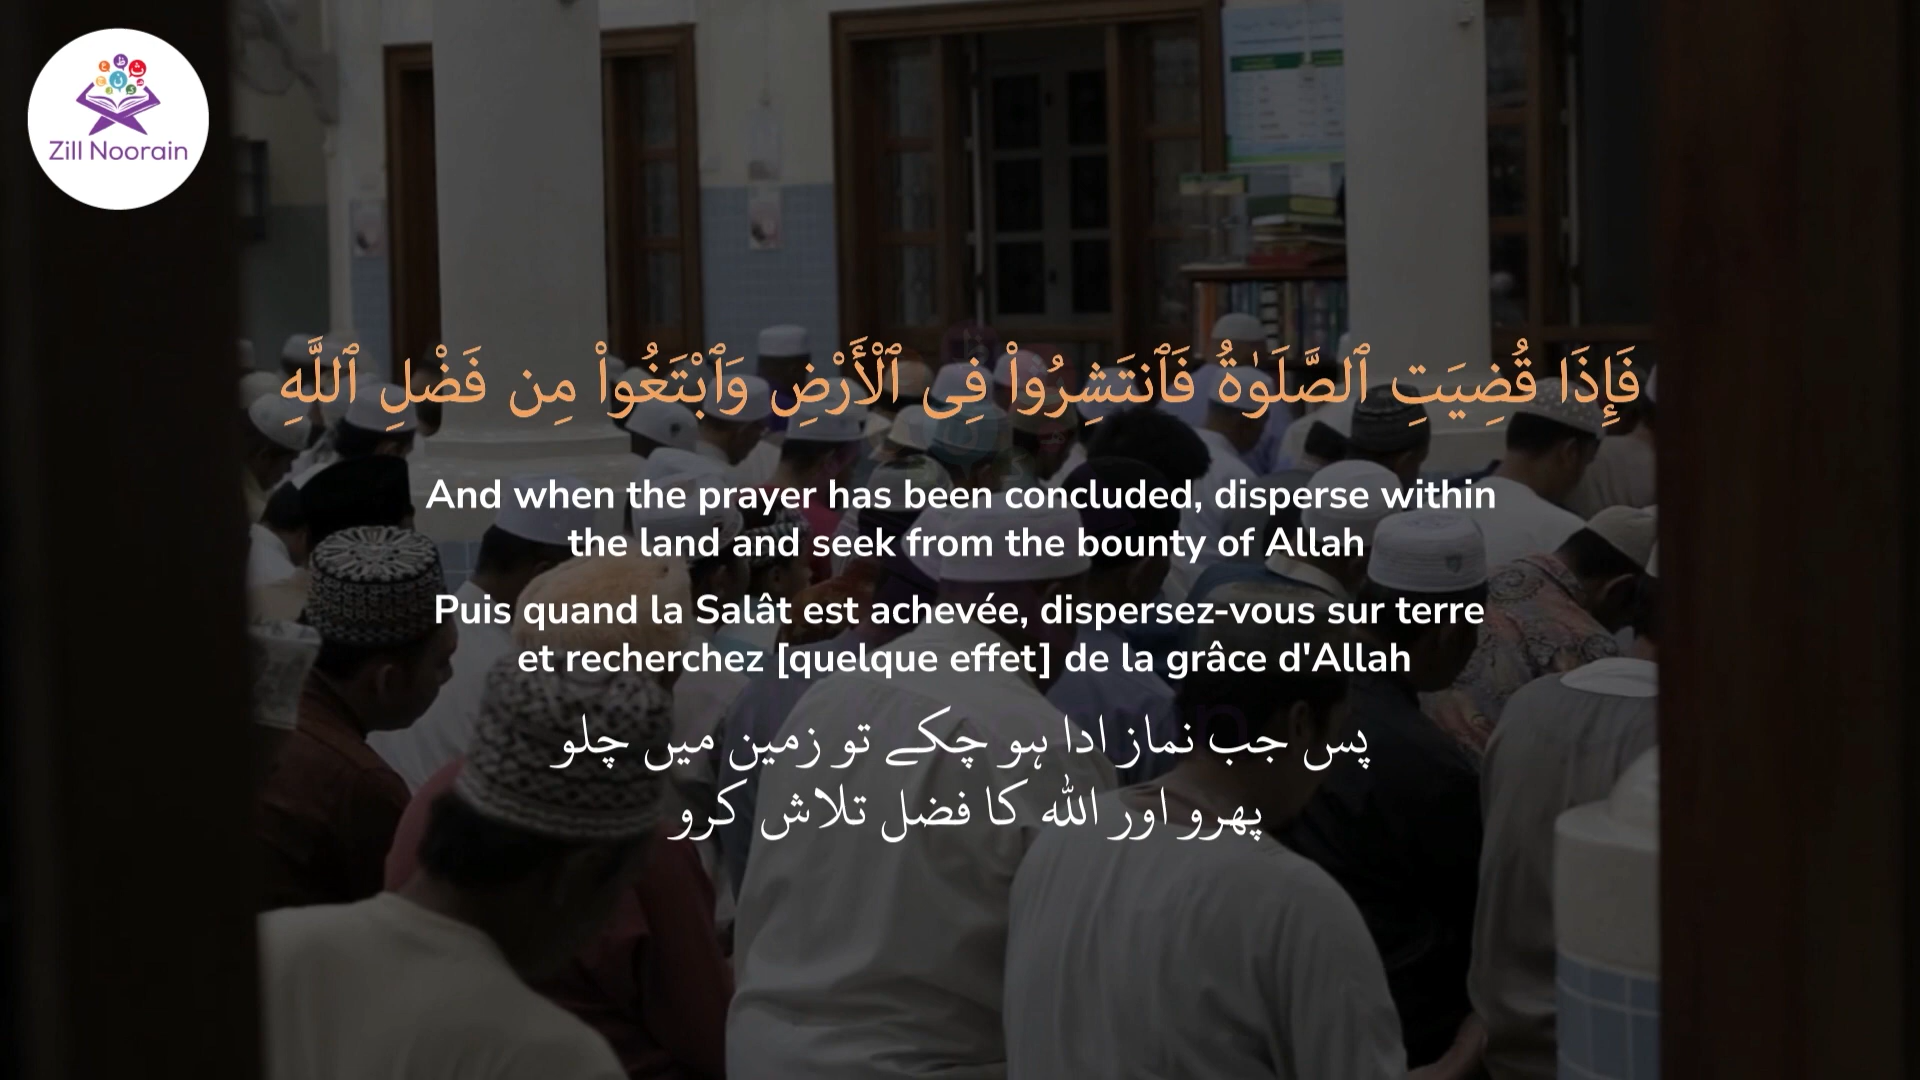 Zill Noorain
فَإِذَا قُضِيَتِ ٱلصَّلَوٰةُ فَٱنتَشِرُوا۟ فِى ٱلْأَرْضِ وَٱبْتَغُوا۟ مِن فَضْلِ ٱللَّهِ
And when the prayer has been concluded, disperse within
the land and seek from the bounty of Allah
Puis quand la Salât est achevée, dispersez-vous sur terre
et recherchez [quelque effet] de la grâce d'Allah
پس جب نماز ادا ہو چکے تو زمین میں چلو
پھرو اور اللہ کا فضل تلاش کرو